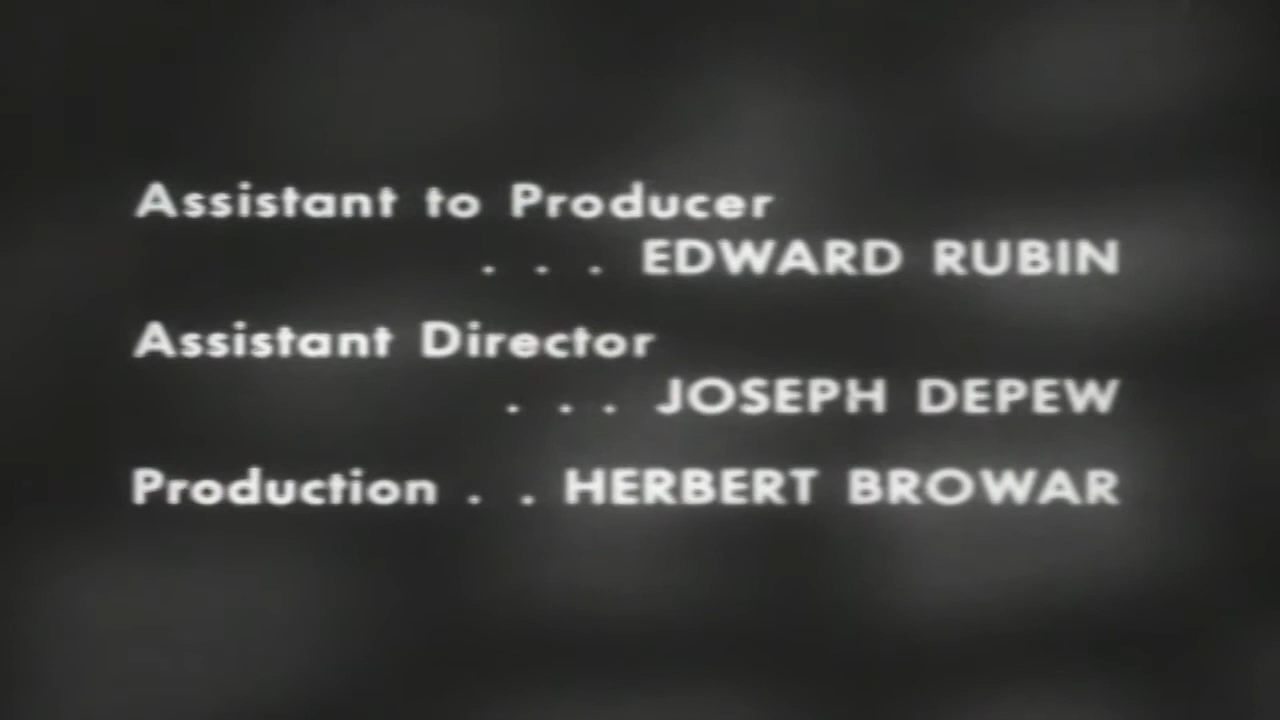 Assistant to Producer
. . . EDWARD RUBIN
Assistant Director
. . . JOSEPH DEPEW
Production . . HERBERT BROWAR